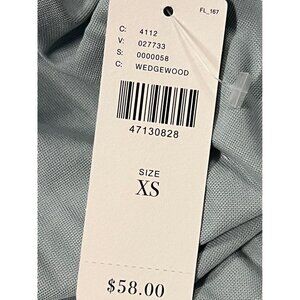 FL_167
C: 4112
V: 027733
S: 0000058
C: WEDGEWOOD
47130828
SIZE
XS
$58.00